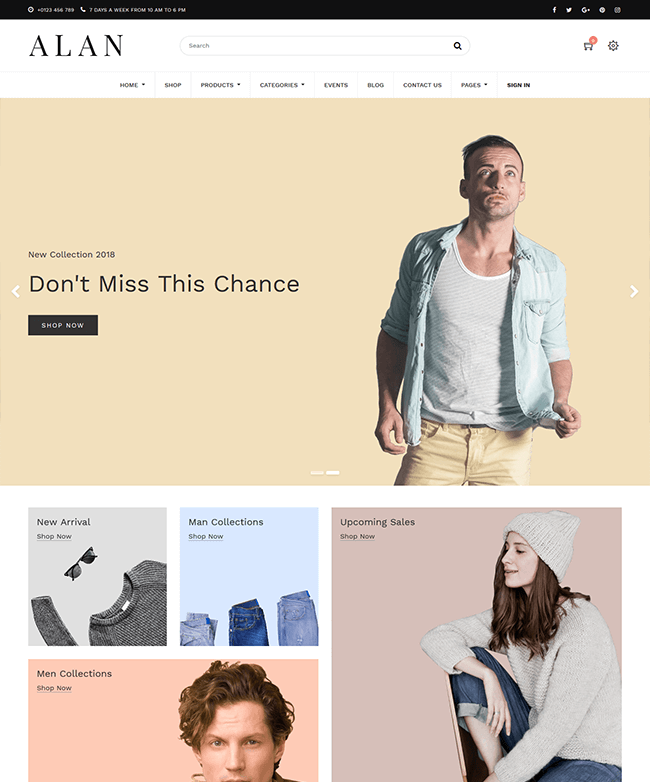 +0123 456 789 7 DAYS A WEEK FROM 10 AM TO 6 PM
ALAN
Search
0
HOME SHOP PRODUCTS CATEGORIES EVENTS BLOG CONTACT US PAGES SIGN IN
New Collection 2018
Don't Miss This Chance
SHOP NOW
New Arrival
Shop Now
Man Collections
Shop Now
Upcoming Sales
Shop Now
Men Collections
Shop Now